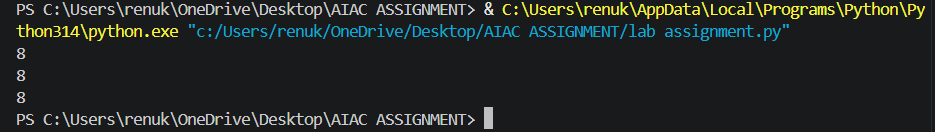 PS C:\Users\renuk\OneDrive\Desktop\AIAC ASSIGNMENT> & C:\Users\renuk\AppData\Local\Programs\Python\Py
thon314\python.exe "c:/Users/renuk/OneDrive/Desktop/AIAC ASSIGNMENT/lab assignment.py"
8
8
8
PS C:\Users\renuk\OneDrive\Desktop\AIAC ASSIGNMENT>